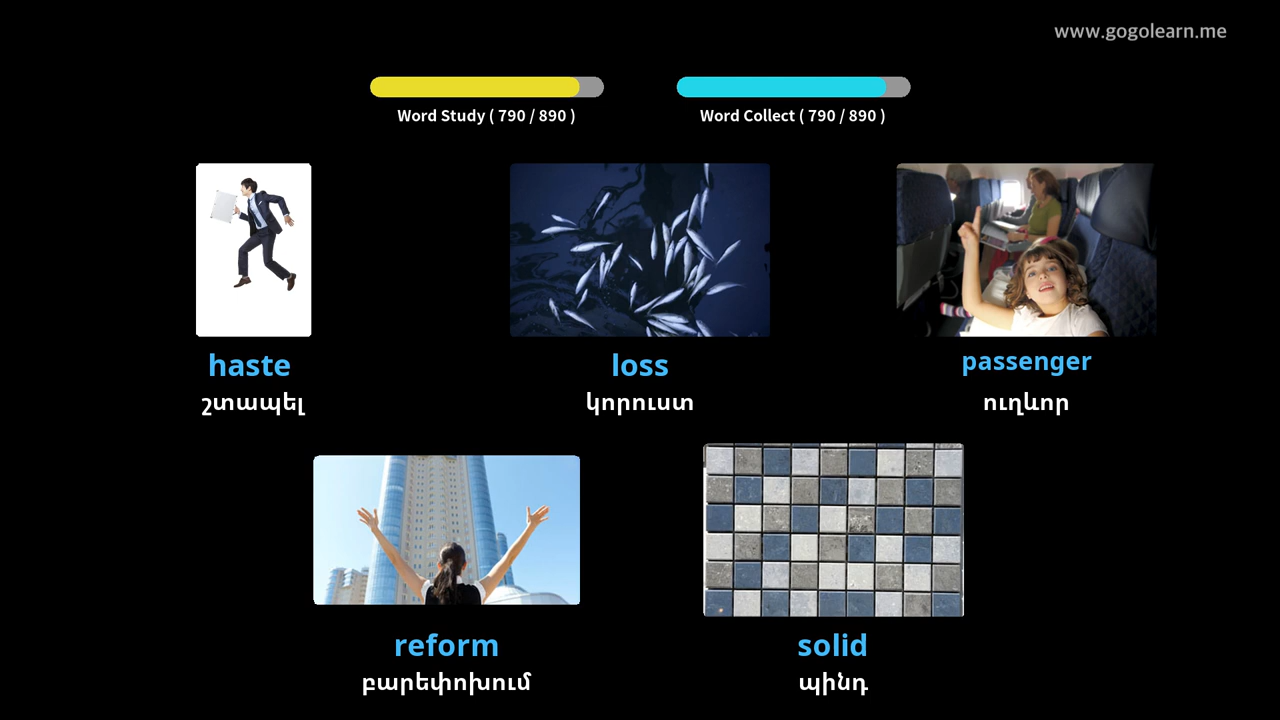 www.gogolearn.me
Word Study ( 790 / 890 )
Word Collect ( 790 / 890 )
haste
շտապել
loss
կորուստ
passenger
ուղևոր
reform
բարեփոխում
solid
պինդ